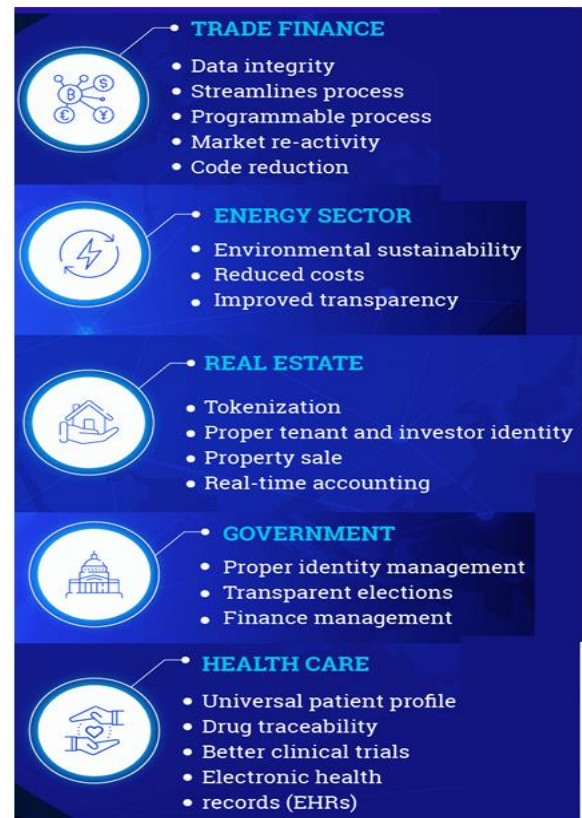 TRADE FINANCE
• Data integrity
• Streamlines process
• Programmable process
• Market re-activity
• Code reduction
ENERGY SECTOR
• Environmental sustainability
• Reduced costs
• Improved transparency
REAL ESTATE
• Tokenization
• Proper tenant and investor identity
• Property sale
• Real-time accounting
GOVERNMENT
• Proper identity management
• Transparent elections
• Finance management
HEALTH CARE
• Universal patient profile
• Drug traceability
• Better clinical trials
• Electronic health
• records (EHRs)